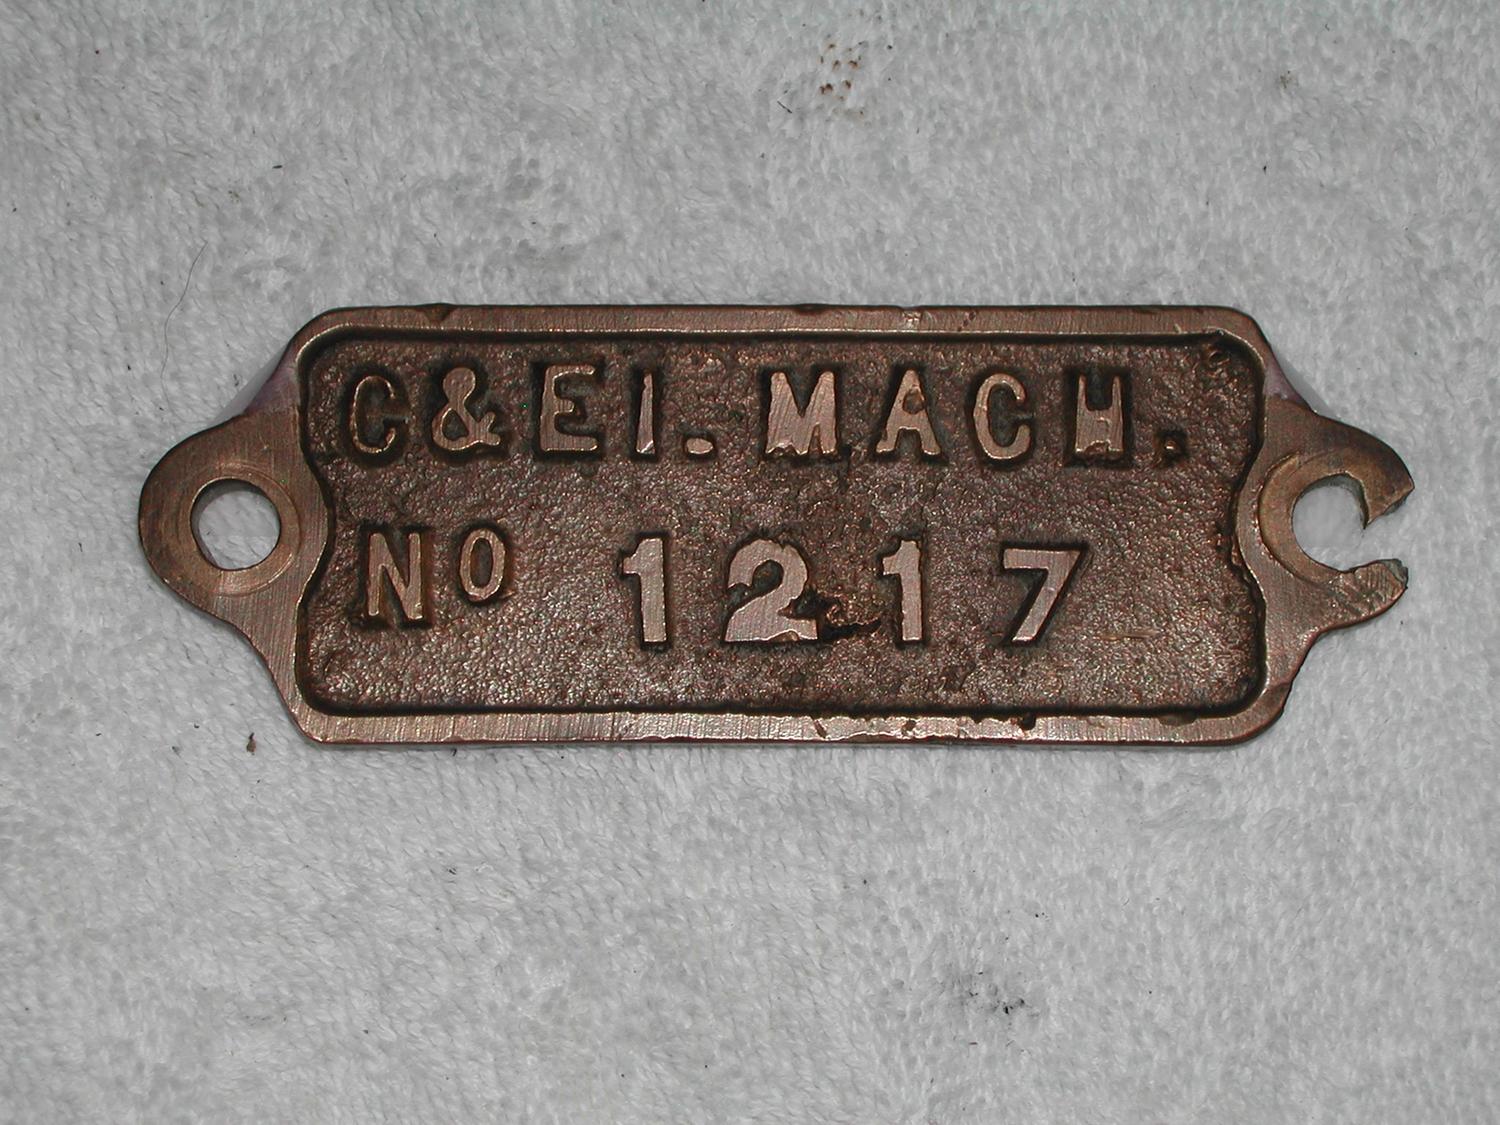 C&EI. MACH.
No 1217